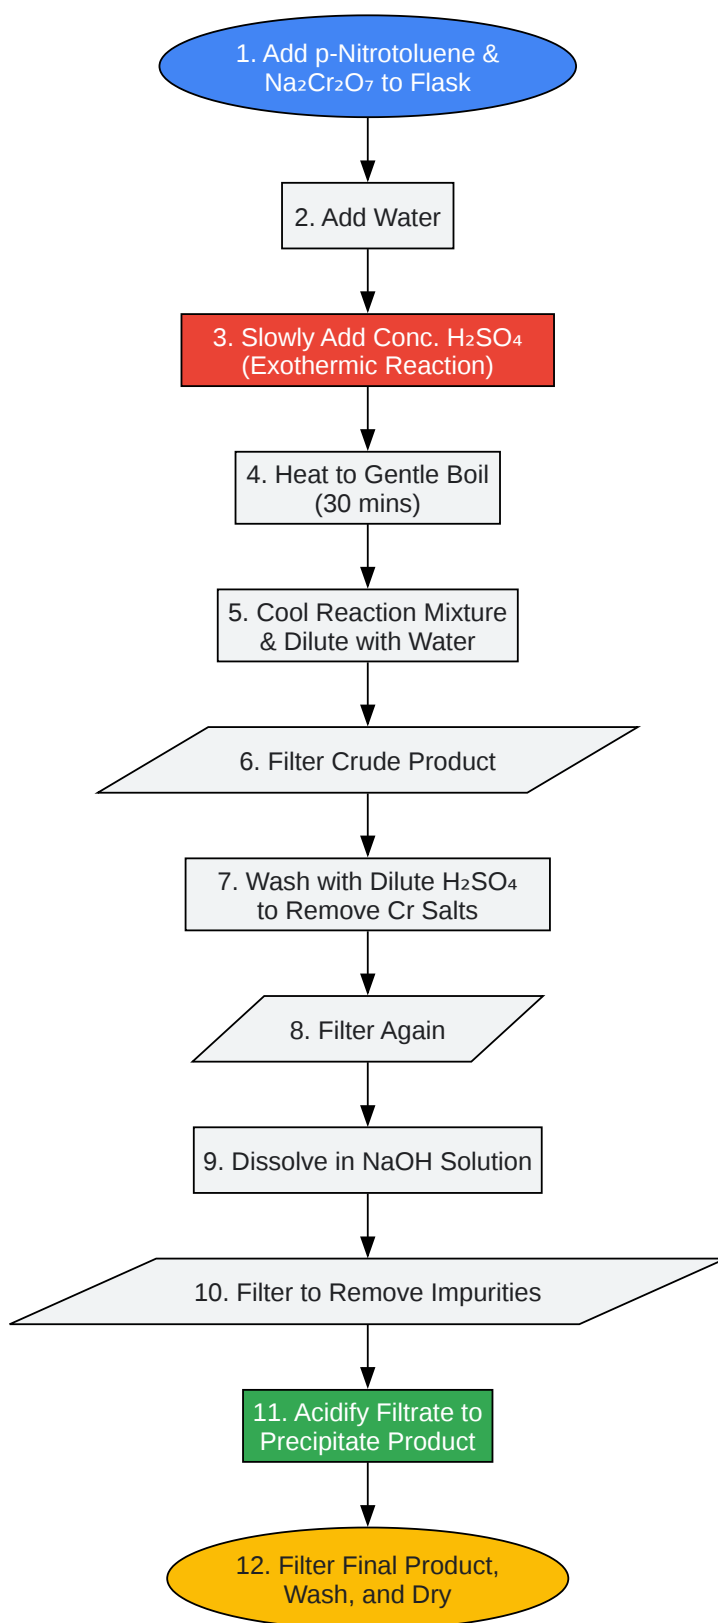 1. Add p-Nitrotoluene &
Na₂Cr₂O₇ to Flask
2. Add Water
3. Slowly Add Conc. H₂SO₄
(Exothermic Reaction)
4. Heat to Gentle Boil
(30 mins)
5. Cool Reaction Mixture
& Dilute with Water
6. Filter Crude Product
7. Wash with Dilute H₂SO₄
to Remove Cr Salts
8. Filter Again
9. Dissolve in NaOH Solution
10. Filter to Remove Impurities
11. Acidify Filtrate to
Precipitate Product
12. Filter Final Product,
Wash, and Dry